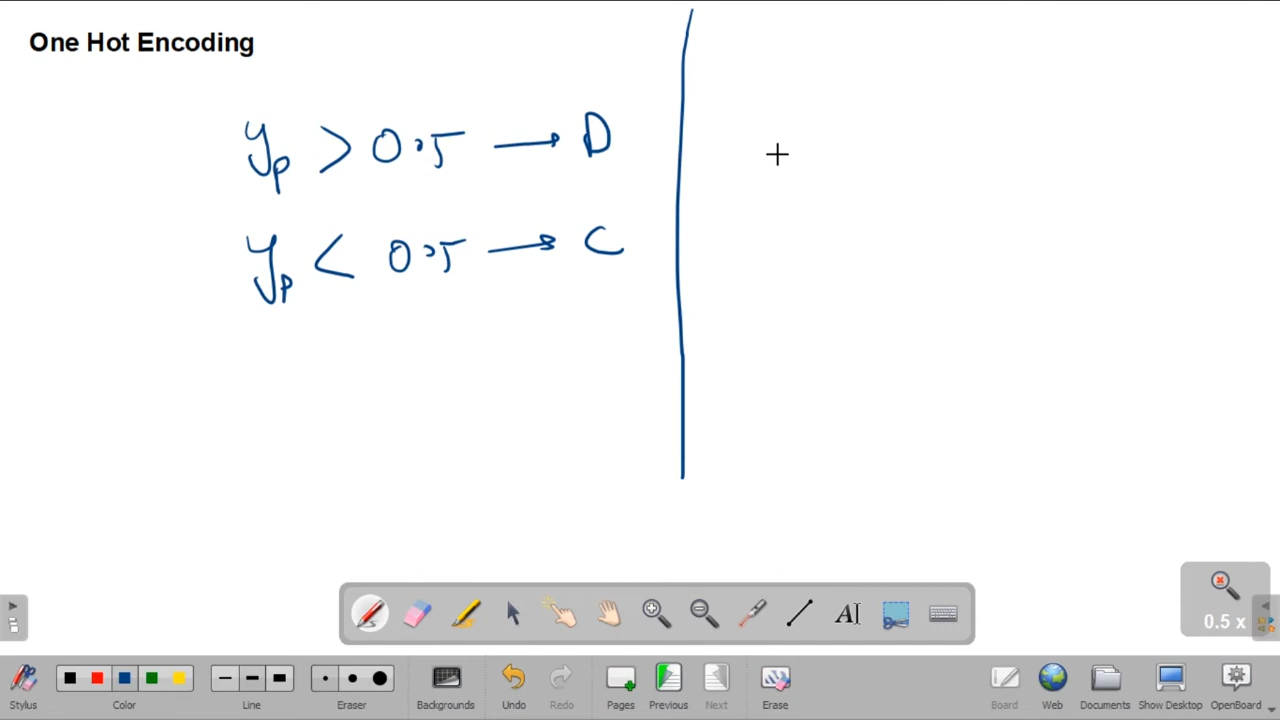 One Hot Encoding
yp > 0.5 → D
yp < 0.5 → C
0.5 x
Stylus
Color
Line
Eraser
Backgrounds
Undo
Redo
Pages
Previous
Next
Erase
Board
Web
Documents
Show Desktop
OpenBoard
AI